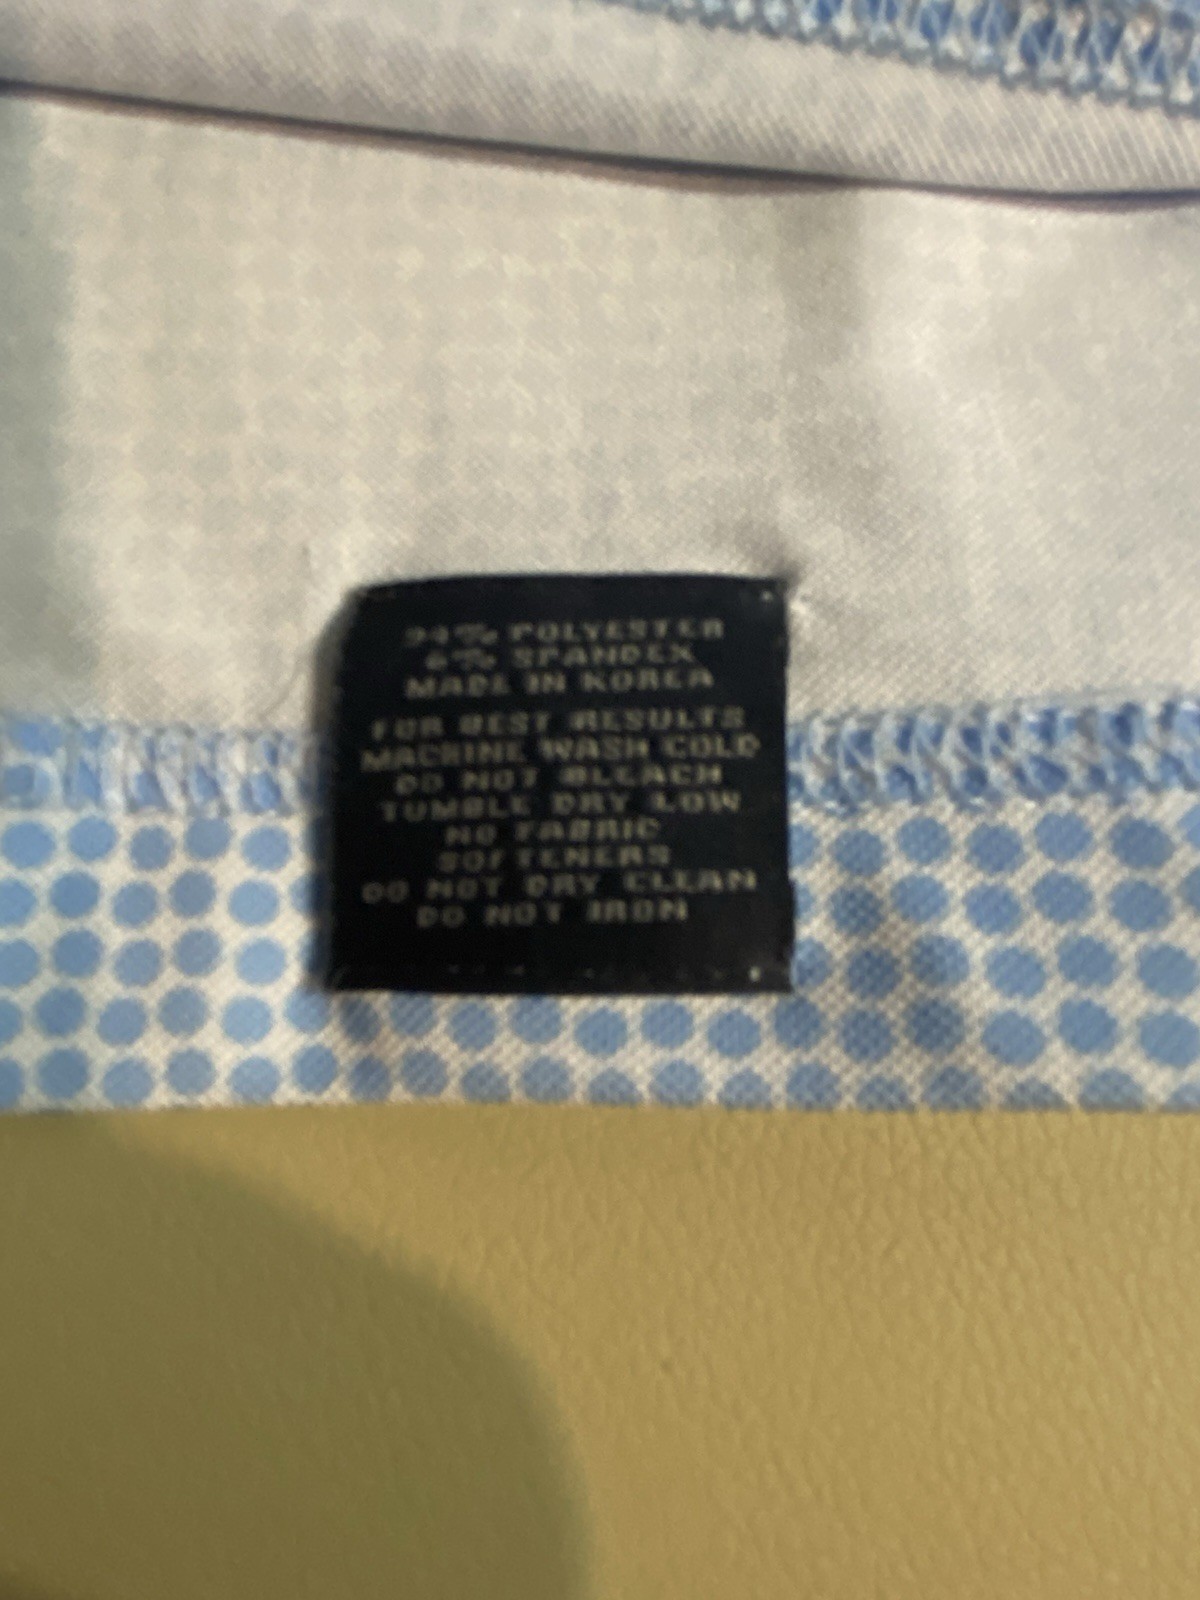 94% POLYESTER
6% SPANDEX
MADE IN KOREA
FOR BEST RESULTS
MACHINE WASH COLD
DO NOT BLEACH
TUMBLE DRY LOW
NO FABRIC
SOFTENERS
DO NOT DRY CLEAN
DO NOT IRON